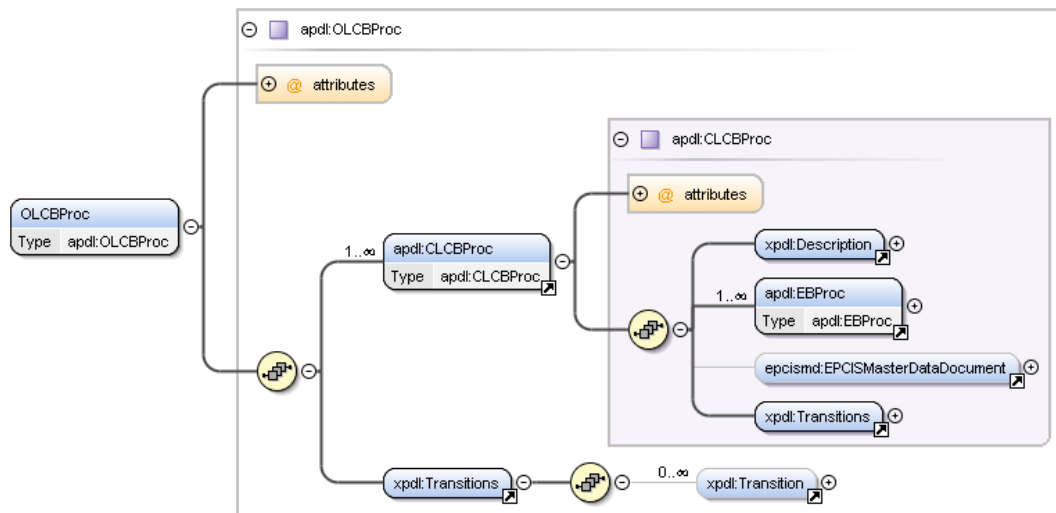 apdl:OLCBProc
@ attributes
apdl:CLCBProc
@ attributes
OLCBProc
Type apdl:OLCBProc
1..∞
apdl:CLCBProc
Type apdl:CLCBProc
xpdl:Description
1..∞
apdl:EBProc
Type apdl:EBProc
epcismd:EPCISMasterDataDocument
xpdl:Transitions
xpdl:Transitions
0..∞
xpdl:Transition